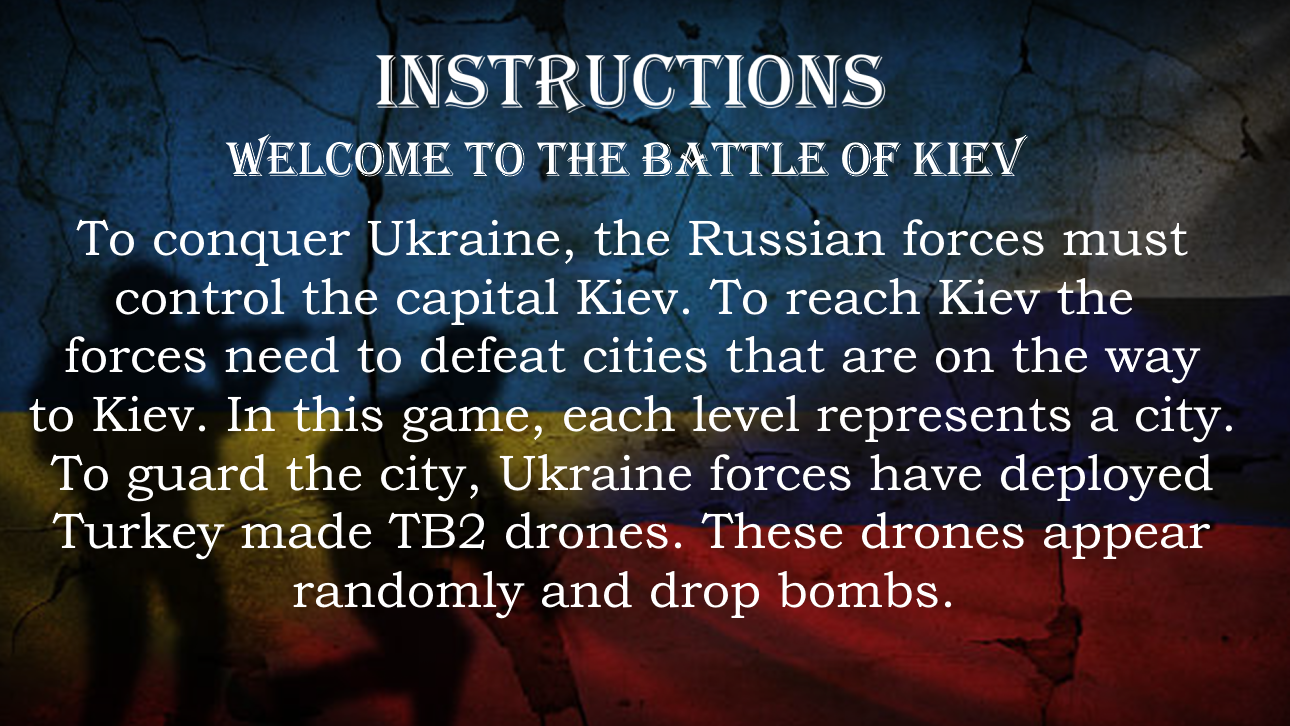 INSTRUCTIONS
WELCOME TO THE BATTLE OF KIEV
To conquer Ukraine, the Russian forces must
control the capital Kiev. To reach Kiev the
forces need to defeat cities that are on the way
to Kiev. In this game, each level represents a city.
To guard the city, Ukraine forces have deployed
Turkey made TB2 drones. These drones appear
randomly and drop bombs.